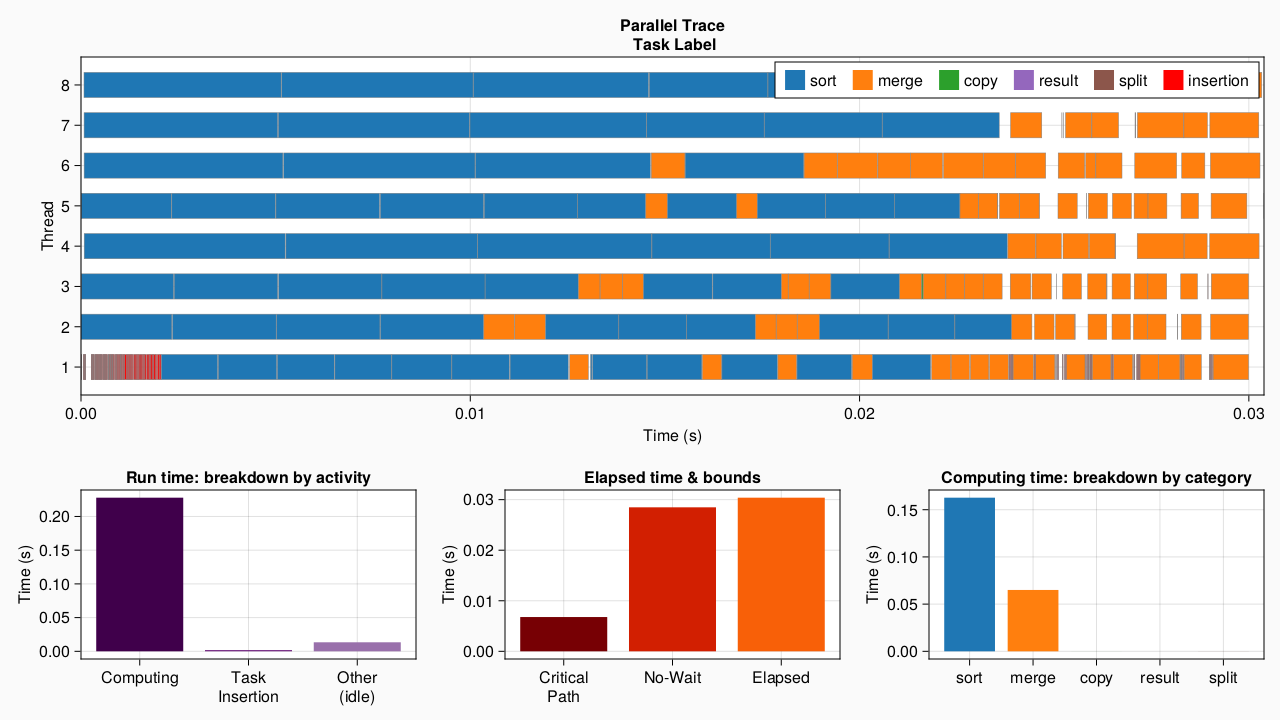 Parallel Trace
Task Label
sort merge copy result split insertion
8
7
6
5
4
3
2
1
Thread
0.00 0.01 0.02 0.03
Time (s)
Run time: breakdown by activity
0.20
0.15
0.10
0.05
0.00
Time (s)
Computing Task Insertion Other (idle)
Elapsed time & bounds
0.03
0.02
0.01
0.00
Time (s)
Critical Path No-Wait Elapsed
Computing time: breakdown by category
0.15
0.10
0.05
0.00
Time (s)
sort merge copy result split